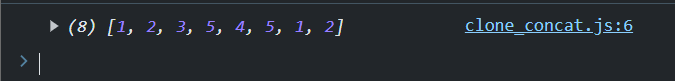 ▶ (8) [1, 2, 3, 5, 4, 5, 1, 2] clone_concat.js:6
>